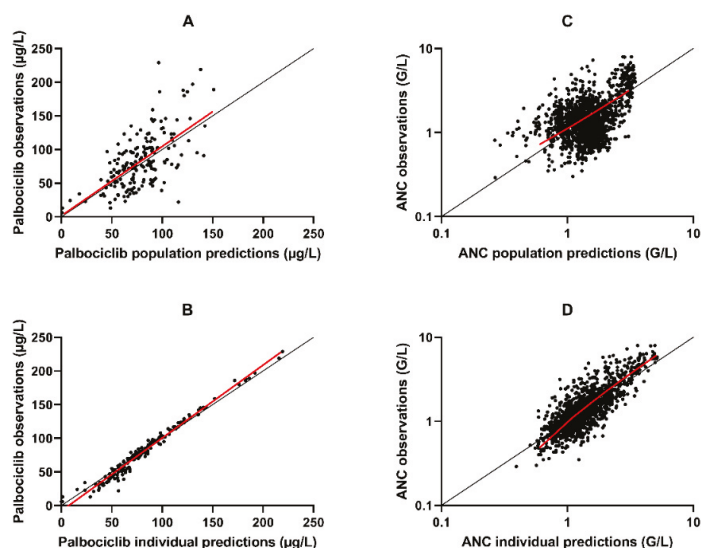 A
Palbociclib observations (µg/L)
250
200
150
100
50
0
0 50 100 150 200 250
Palbociclib population predictions (µg/L)
C
ANC observations (G/L)
10
1
0.1
0.1 1 10
ANC population predictions (G/L)
B
Palbociclib observations (µg/L)
250
200
150
100
50
0
0 50 100 150 200 250
Palbociclib individual predictions (µg/L)
D
ANC observations (G/L)
10
1
0.1
0.1 1 10
ANC individual predictions (G/L)